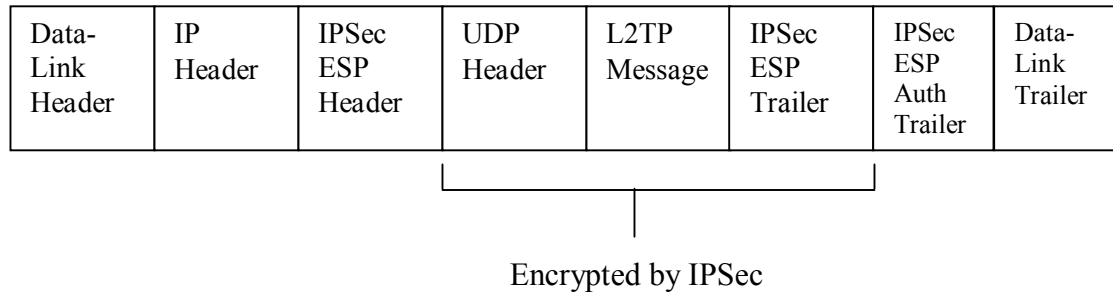 Data-
Link
Header
IP
Header
IPSec
ESP
Header
UDP
Header
L2TP
Message
IPSec
ESP
Trailer
IPSec
ESP
Auth
Trailer
Data-
Link
Trailer
Encrypted by IPSec